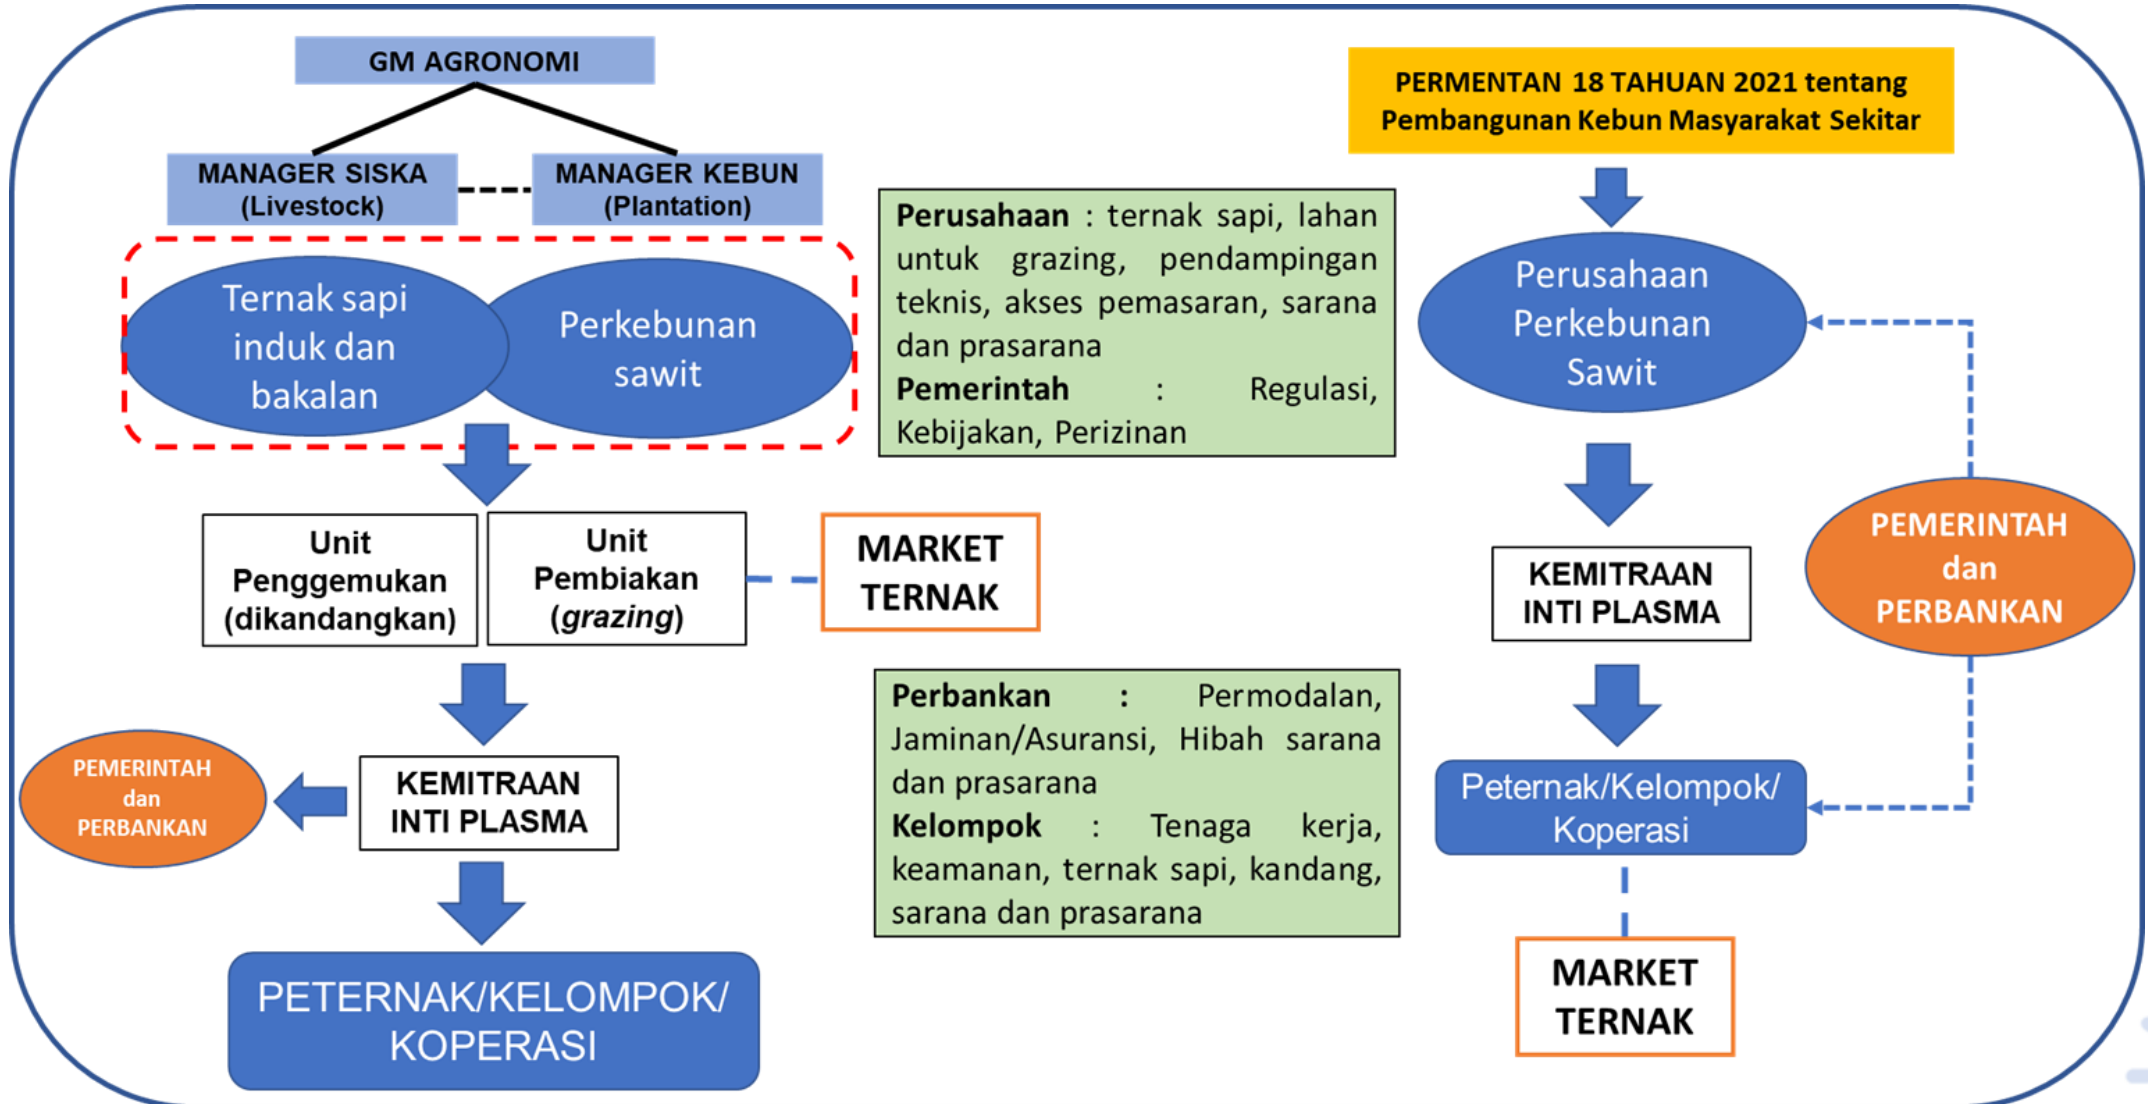 GM AGRONOMI
MANAGER SISKA
(Livestock)
MANAGER KEBUN
(Plantation)
Ternak sapi
induk dan
bakalan
Perkebunan
sawit
Unit
Penggemukan
(dikandangkan)
Unit
Pembiakan
(grazing)
MARKET
TERNAK
KEMITRAAN
INTI PLASMA
PEMERINTAH
dan
PERBANKAN
PETERNAK/KELOMPOK/
KOPERASI
Perusahaan : ternak sapi, lahan
untuk grazing, pendampingan
teknis, akses pemasaran, sarana
dan prasarana
Pemerintah : Regulasi,
Kebijakan, Perizinan
Perbankan : Permodalan,
Jaminan/Asuransi, Hibah sarana
dan prasarana
Kelompok : Tenaga kerja,
keamanan, ternak sapi, kandang,
sarana dan prasarana
PERMENTAN 18 TAHUAN 2021 tentang
Pembangunan Kebun Masyarakat Sekitar
Perusahaan
Perkebunan
Sawit
KEMITRAAN
INTI PLASMA
PEMERINTAH
dan
PERBANKAN
Peternak/Kelompok/
Koperasi
MARKET
TERNAK